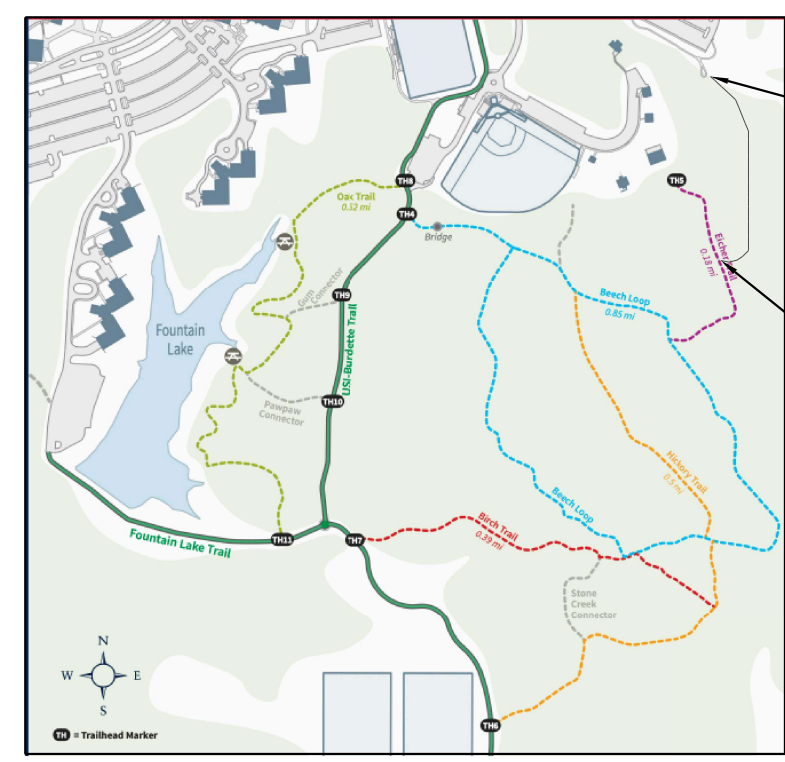 TH5
TH8
Oak Trail
0.52 mi
TH4
Bridge
Eicher Trail
0.18 mi
Gum
Connector
TH9
Beech Loop
0.85 mi
Fountain
Lake
USI-Burdette Trail
TH10
Pawpaw
Connector
Hickory Trail
0.5 mi
Beech Loop
Birch Trail
0.39 mi
Fountain Lake Trail
TH11
TH7
Stone
Creek
Connector
N
W E
S
TH6
TH = Trailhead Marker